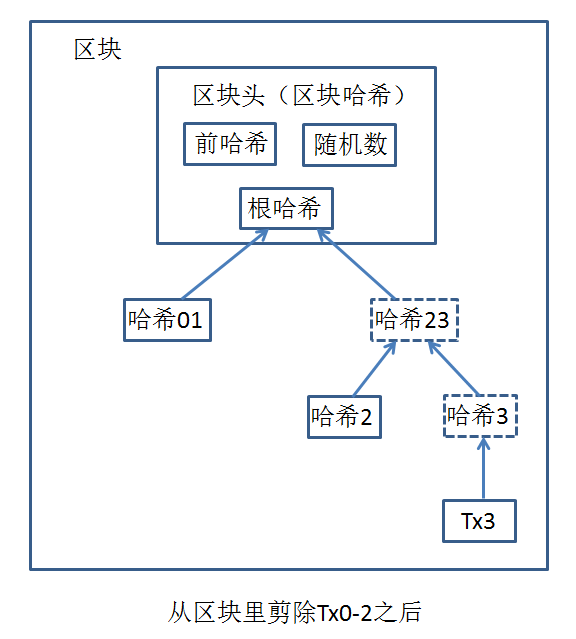 区块
区块头（区块哈希）
前哈希
随机数
根哈希
哈希01
哈希23
哈希2
哈希3
Tx3
从区块里剪除Tx0-2之后